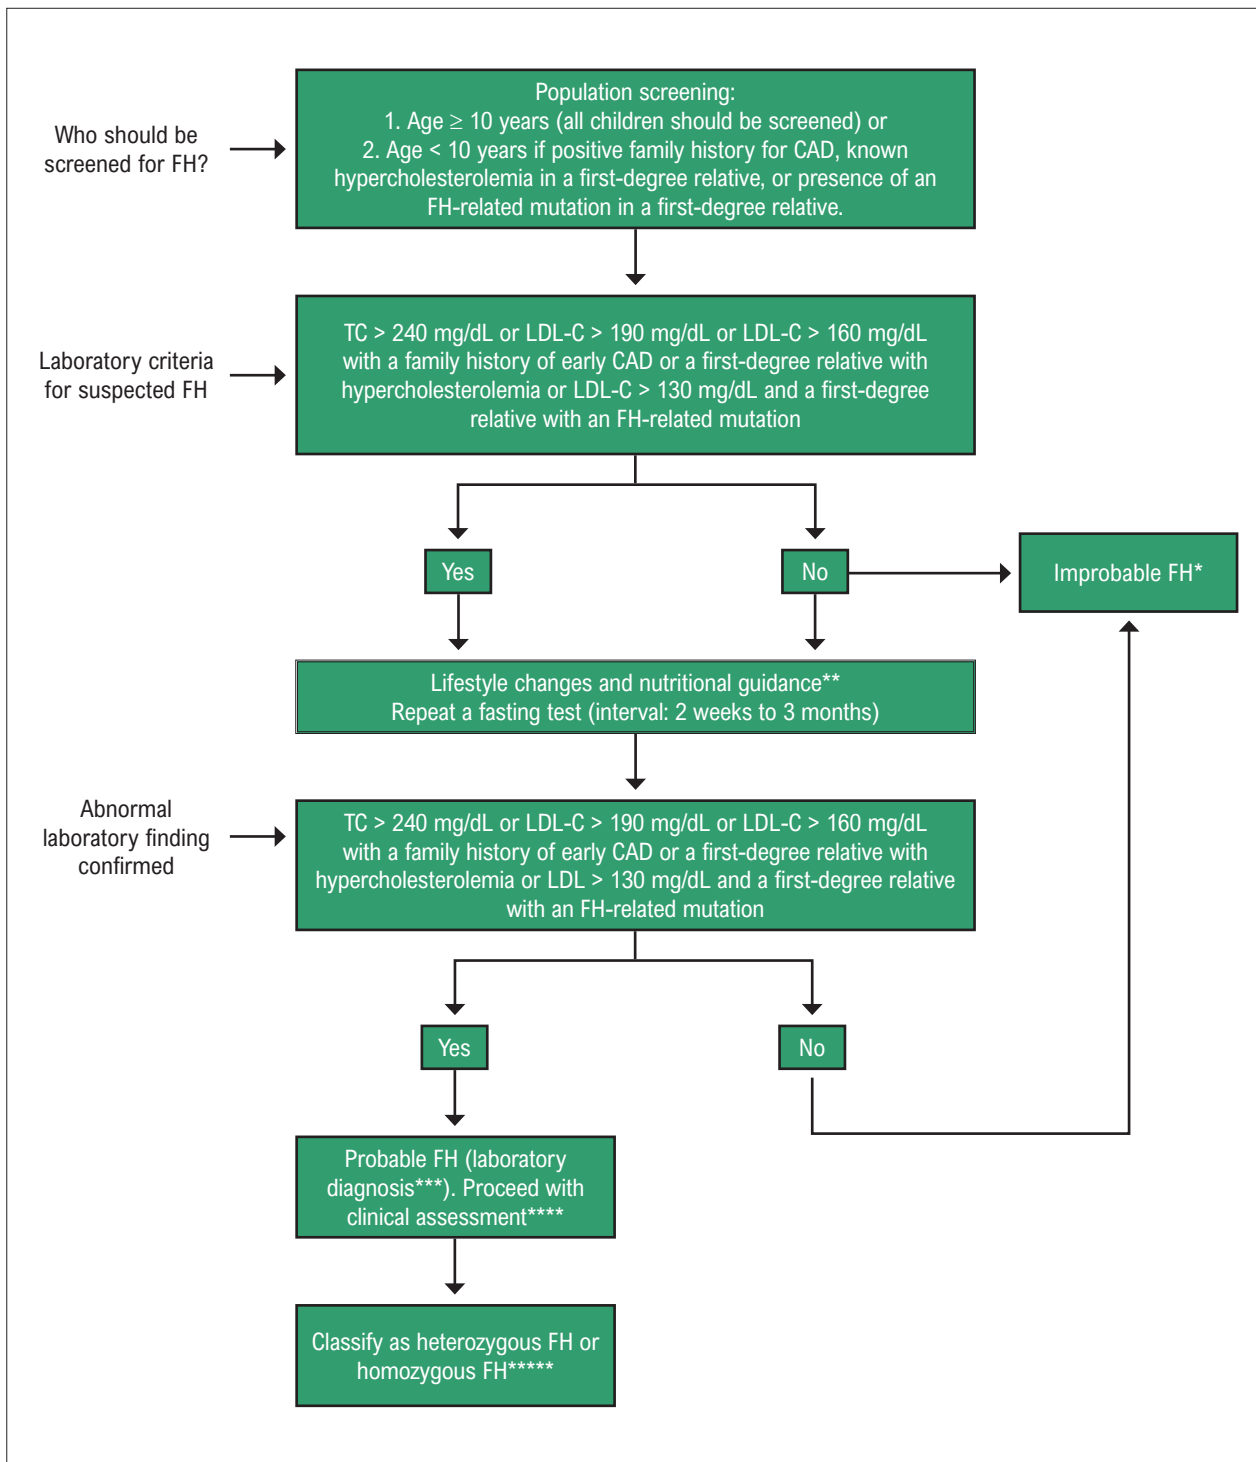 Who should be
screened for FH?
Population screening:
1. Age ≥ 10 years (all children should be screened) or
2. Age < 10 years if positive family history for CAD, known
hypercholesterolemia in a first-degree relative, or presence of an
FH-related mutation in a first-degree relative.
Laboratory criteria
for suspected FH
TC > 240 mg/dL or LDL-C > 190 mg/dL or LDL-C > 160 mg/dL
with a family history of early CAD or a first-degree relative with
hypercholesterolemia or LDL-C > 130 mg/dL and a first-degree
relative with an FH-related mutation
Yes
No
Improbable FH*
Lifestyle changes and nutritional guidance**
Repeat a fasting test (interval: 2 weeks to 3 months)
Abnormal
laboratory finding
confirmed
TC > 240 mg/dL or LDL-C > 190 mg/dL or LDL-C > 160 mg/dL
with a family history of early CAD or a first-degree relative with
hypercholesterolemia or LDL > 130 mg/dL and a first-degree relative
with an FH-related mutation
Yes
No
Probable FH (laboratory
diagnosis***). Proceed with
clinical assessment****
Classify as heterozygous FH or
homozygous FH*****